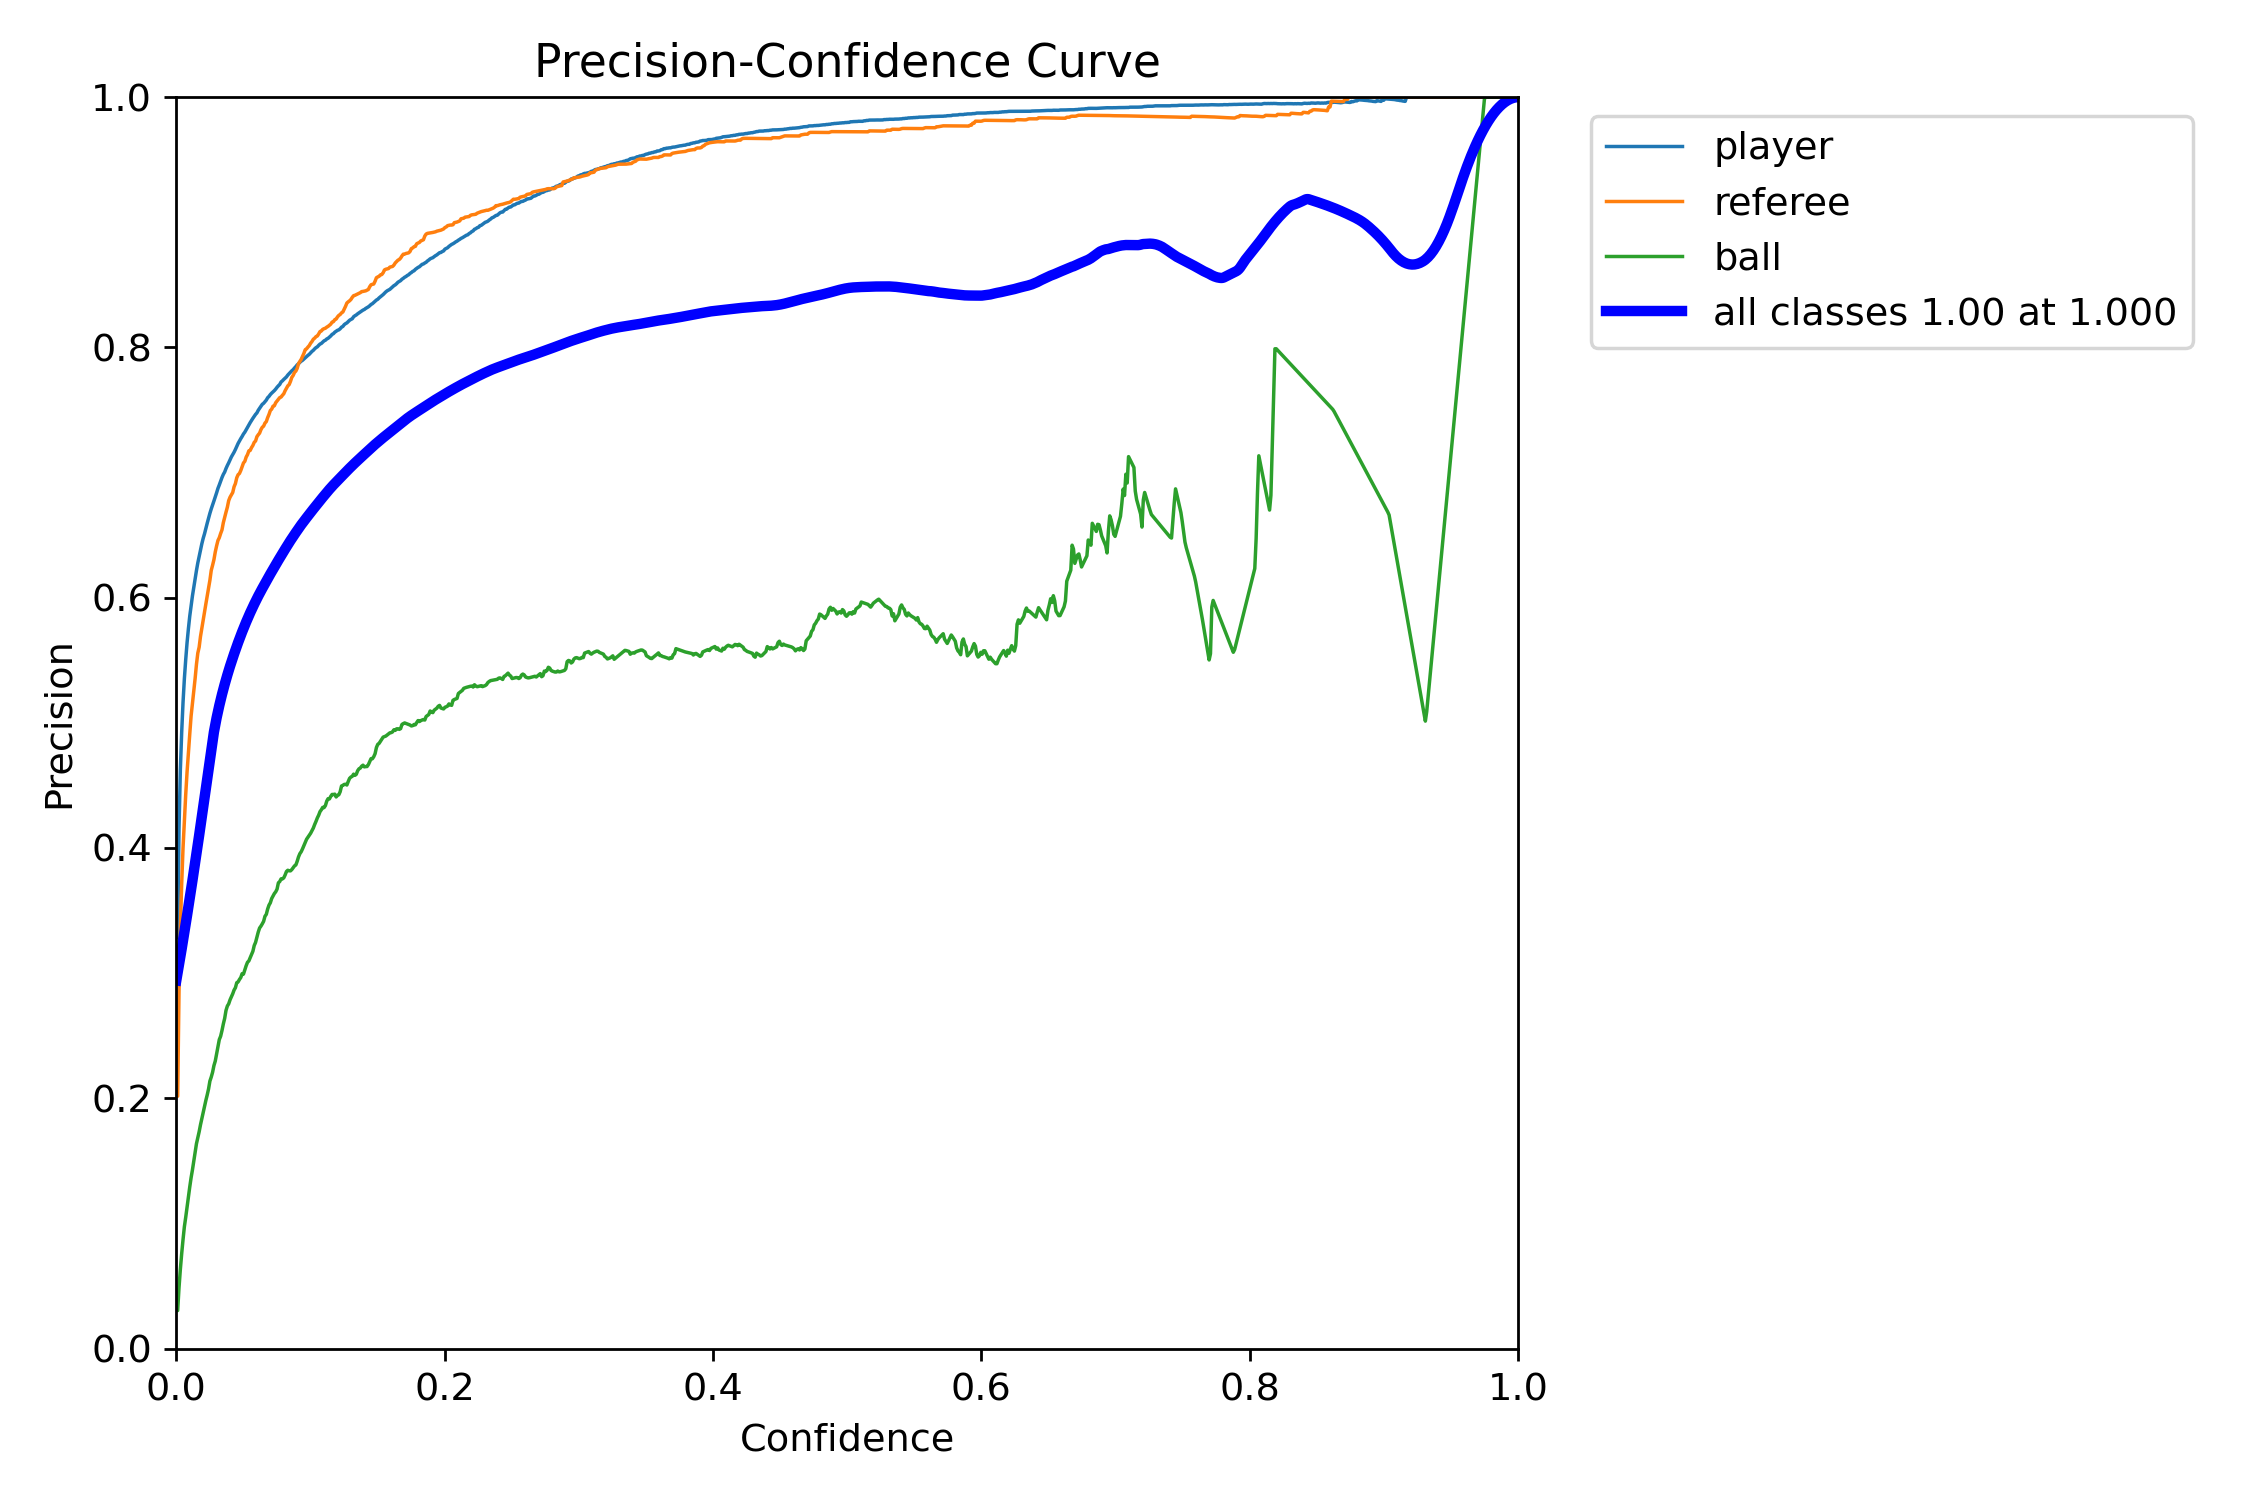 Precision-Confidence Curve
1.0
0.8
0.6
0.4
0.2
0.0
Precision
0.0 0.2 0.4 0.6 0.8 1.0
Confidence
player
referee
ball
all classes 1.00 at 1.000